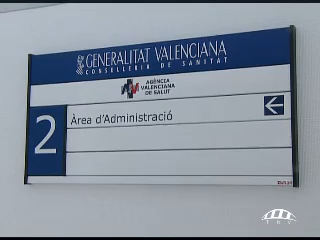 GENERALITAT VALENCIANA
CONSELLERIA DE SANITAT
AGÈNCIA
VALENCIANA
DE SALUT
2
Àrea d'Administració